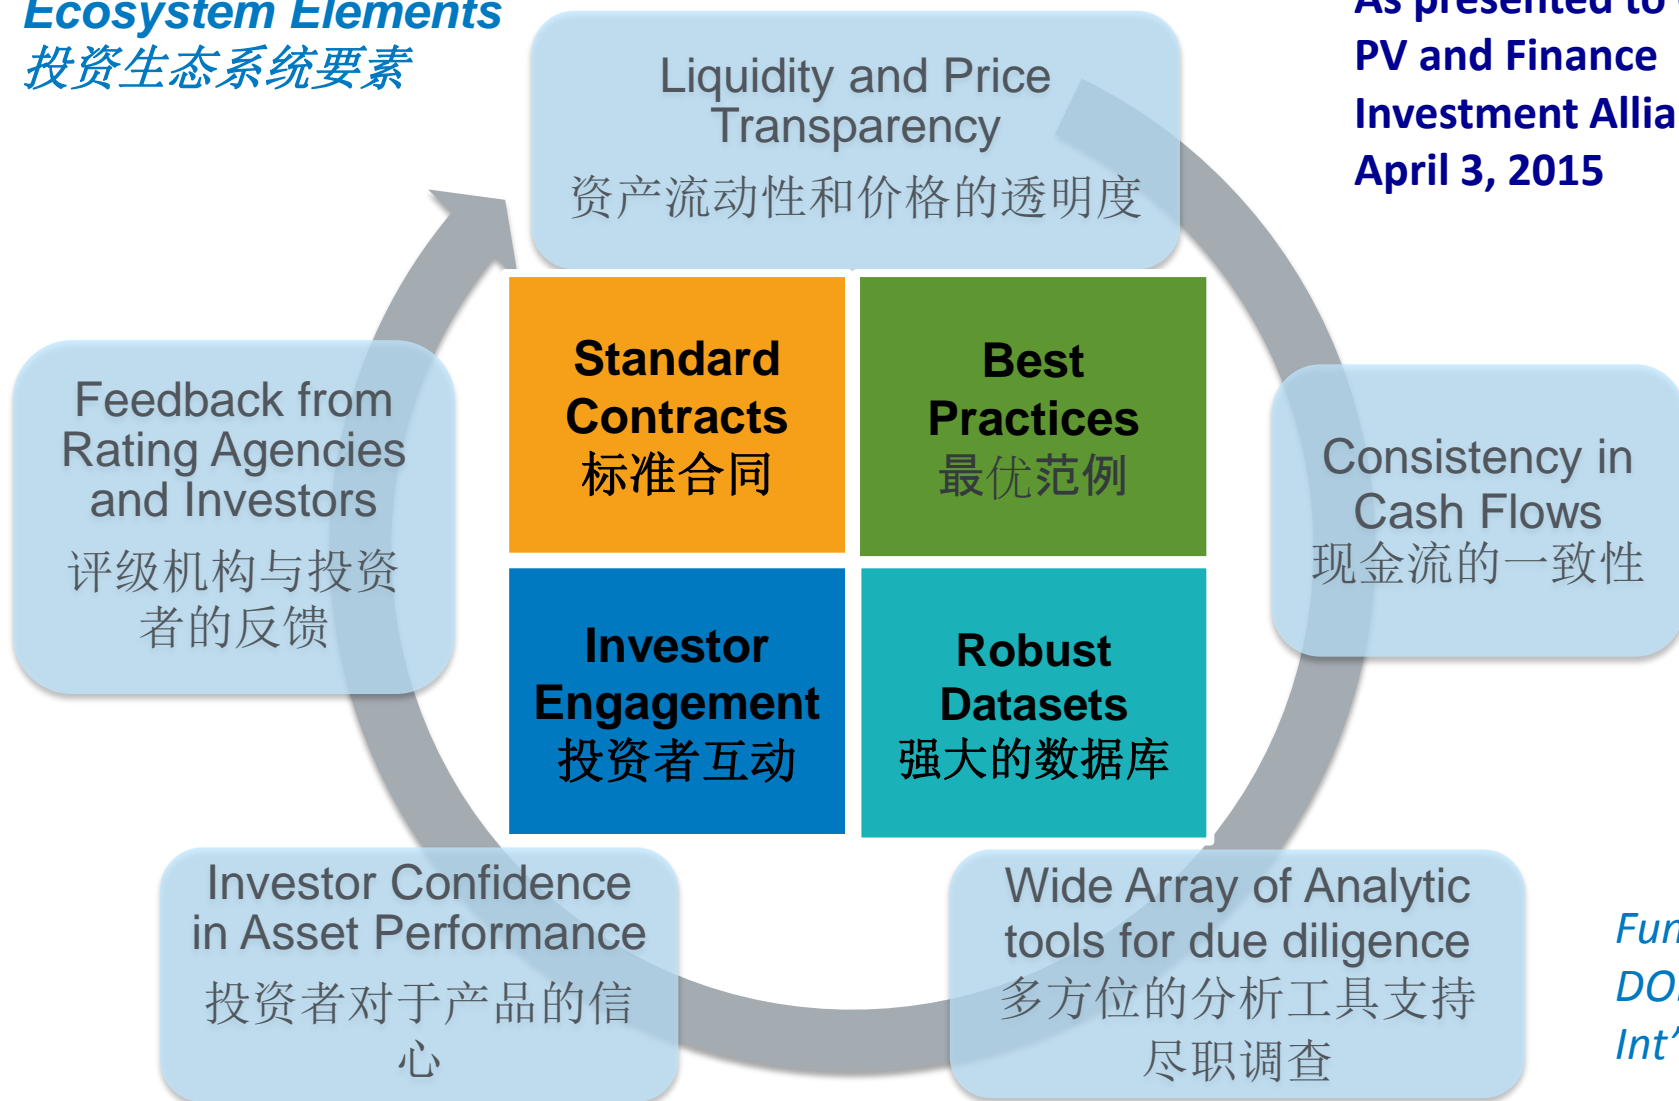 Ecosystem Elements
投资生态系统要素
As presented to
PV and Finance
Investment
April 3, 2015
Liquidity and Price
Transparency
资产流动性和价格的透明度
Standard
Contracts
标准合同
Best
Practices
最优范例
Feedback from
Rating Agencies
and Investors
评级机构与投资
者的反馈
Consistency in
Cash Flows
现金流的一致性
Investor
Engagement
投资者互动
Robust
Datasets
强大的数据库
Investor Confidence
in Asset Performance
投资者对于产品的信
心
Wide Array of Analytic
tools for due diligence
多方位的分析工具支持
尽职调查
Int’